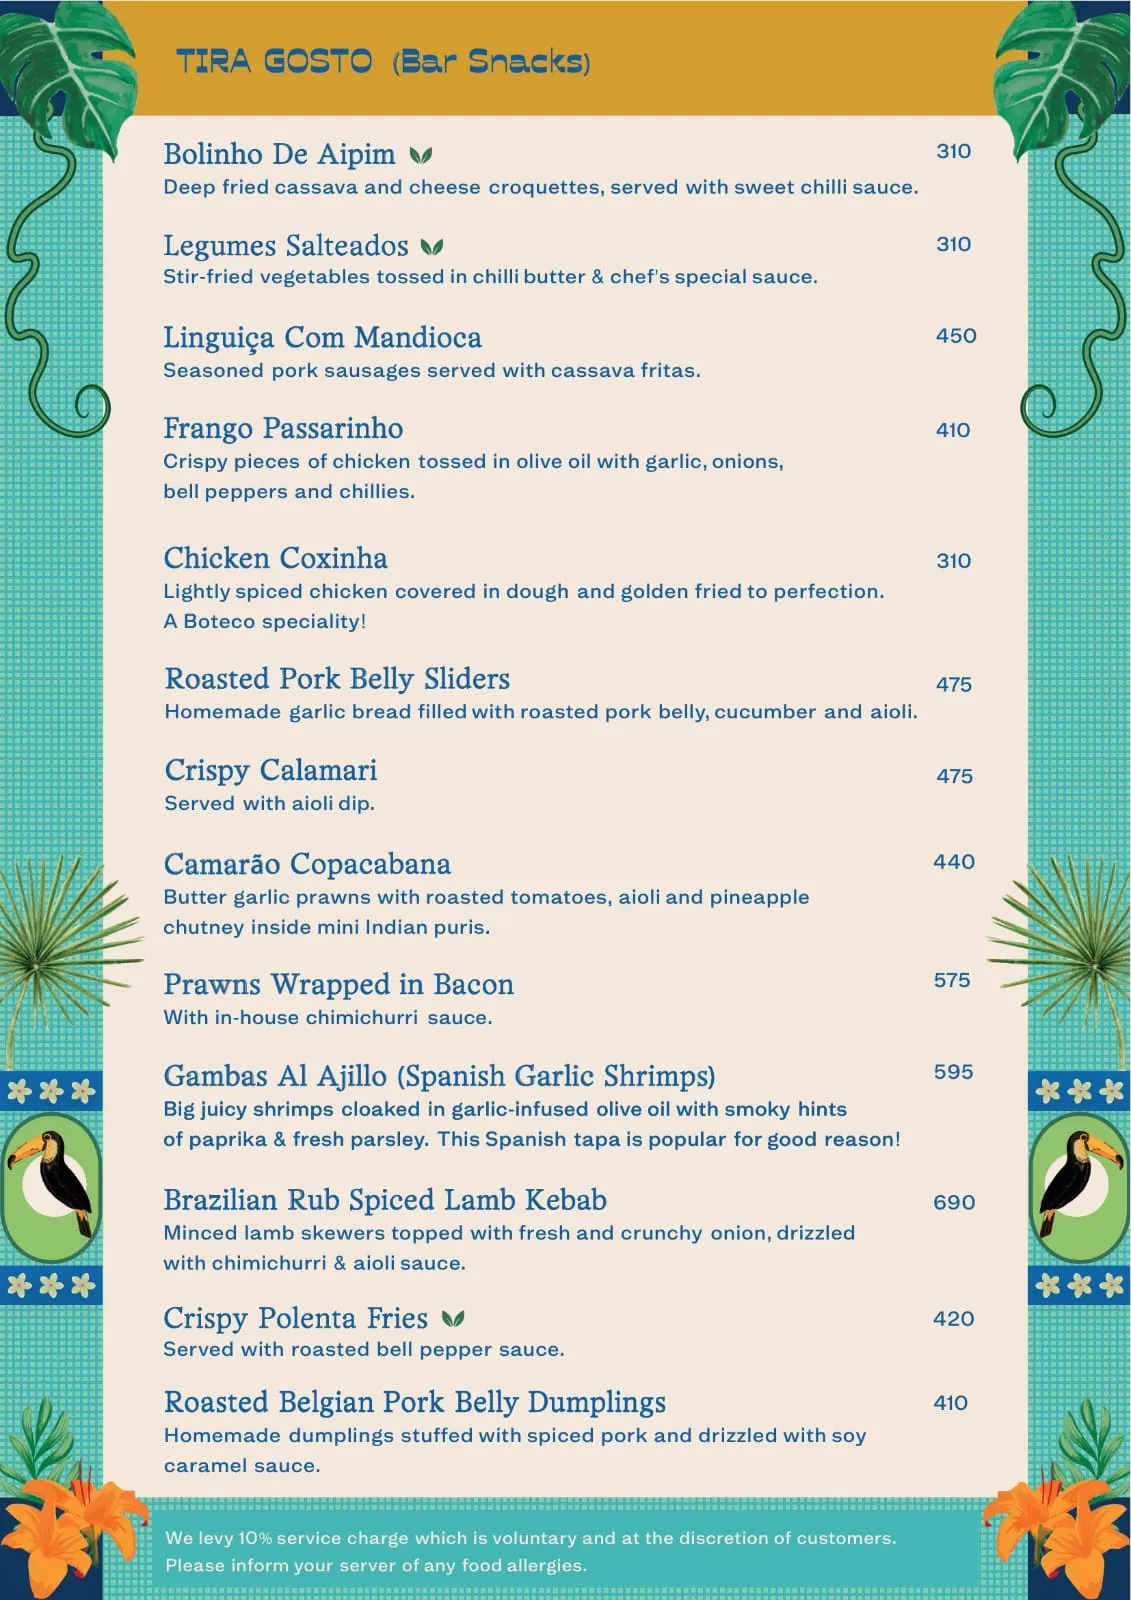 TIRA GOSTO (Bar Snacks)
Bolinho De Aipim 310
Deep fried cassava and cheese croquettes, served with sweet chilli sauce.
Legumes Salteados 310
Stir-fried vegetables tossed in chilli butter & chef's special sauce.
Linguiça Com Mandioca 450
Seasoned pork sausages served with cassava fritas.
Frango Passarinho 410
Crispy pieces of chicken tossed in olive oil with garlic, onions,
bell peppers and chillies.
Chicken Coxinha 310
Lightly spiced chicken covered in dough and golden fried to perfection.
A Boteco speciality!
Roasted Pork Belly Sliders 475
Homemade garlic bread filled with roasted pork belly, cucumber and aioli.
Crispy Calamari 475
Served with aioli dip.
Camarão Copacabana 440
Butter garlic prawns with roasted tomatoes, aioli and pineapple
chutney inside mini Indian puris.
Prawns Wrapped in Bacon 575
With in-house chimichurri sauce.
Gambas Al Ajillo (Spanish Garlic Shrimps) 595
Big juicy shrimps cloaked in garlic-infused olive oil with smoky hints
of paprika & fresh parsley. This Spanish tapa is popular for good reason!
Brazilian Rub Spiced Lamb Kebab 690
Minced lamb skewers topped with fresh and crunchy onion, drizzled
with chimichurri & aioli sauce.
Crispy Polenta Fries 420
Served with roasted bell pepper sauce.
Roasted Belgian Pork Belly Dumplings 410
Homemade dumplings stuffed with spiced pork and drizzled with soy
caramel sauce.
We levy 10% service charge which is voluntary and at the discretion of customers.
Please inform your server of any food allergies.